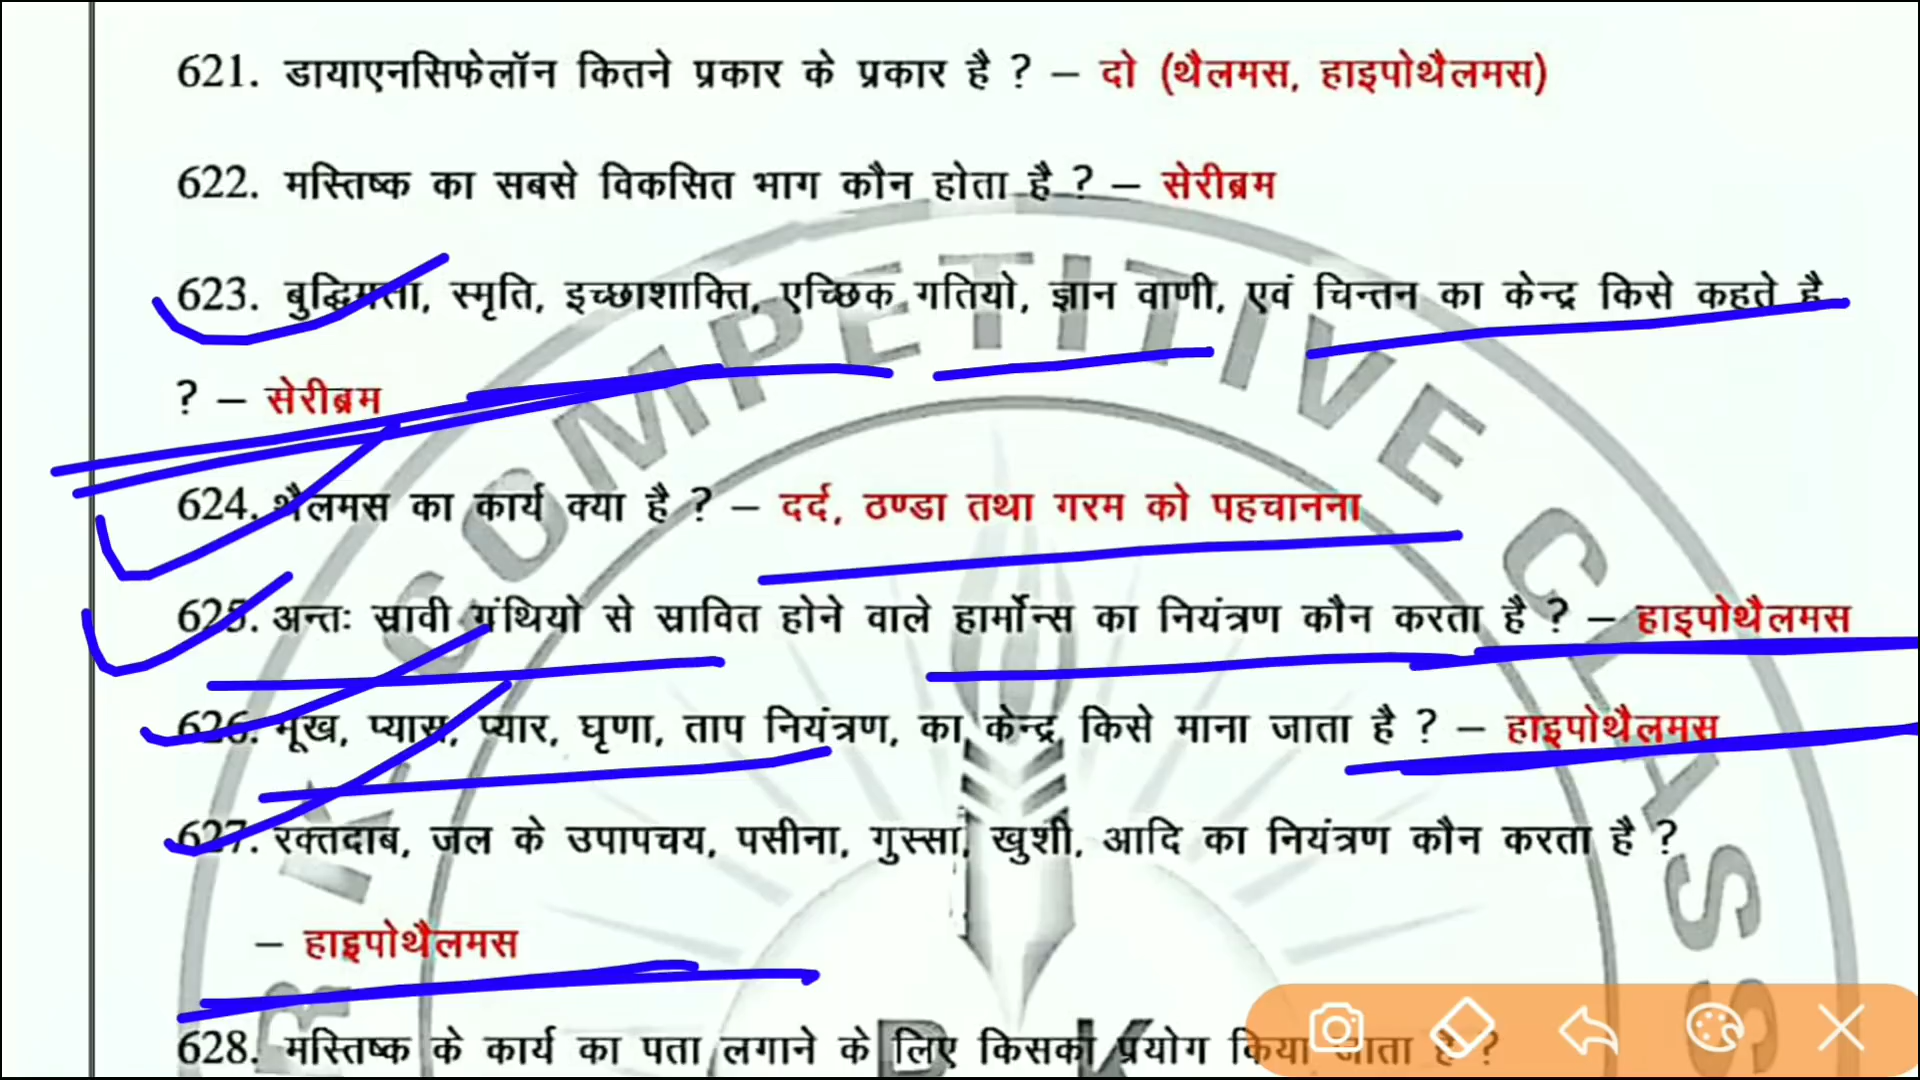 621. डायाएनसिफेलॉन कितने प्रकार के प्रकार है ? – दो (थैलमस, हाइपोथैलमस)
622. मस्तिष्क का सबसे विकसित भाग कौन होता है ? – सेरीब्रम
623. बुद्धिमता, स्मृति, इच्छाशाक्ति, एच्छिक गतियो, ज्ञान वाणी, एवं चिन्तन का केन्द्र किसे कहते है
? – सेरीब्रम
624. थैलमस का कार्य क्या है ? – दर्द, ठण्डा तथा गरम को पहचानना
625. अन्तः स्रावी ग्रंथियो से स्रावित होने वाले हार्मोन्स का नियंत्रण कौन करता है ? – हाइपोथैलमस
626. भूख, प्यास, प्यार, घृणा, ताप नियंत्रण, का केन्द्र किसे माना जाता है ? – हाइपोथैलमस
627. रक्तदाब, जल के उपापचय, पसीना, गुस्सा, खुशी, आदि का नियंत्रण कौन करता है ?
– हाइपोथैलमस
628. मस्तिष्क के कार्य का पता लगाने के लिए किसका प्रयोग किया जाता है ?
COMPETITIVE CLASS